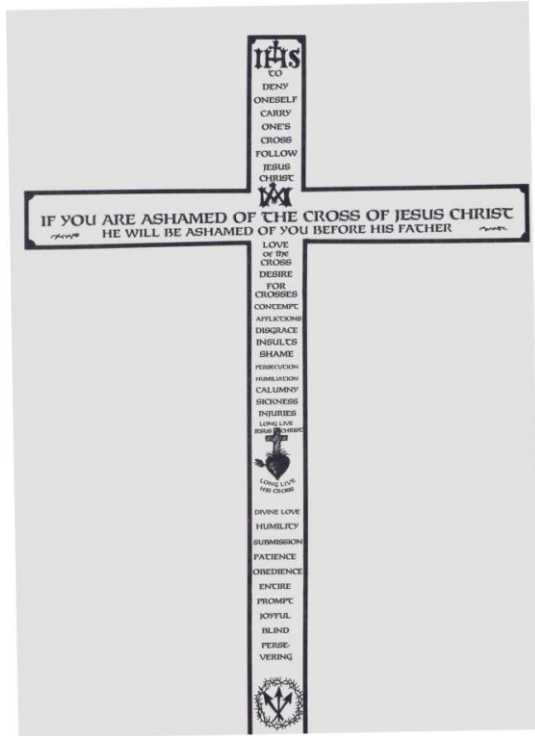 IHS
TO
DENY
ONESELF
CARRY
ONE'S
CROSS
FOLLOW
JESUS
CHRIST
IF YOU ARE ASHAMED OF THE CROSS OF JESUS CHRIST
HE WILL BE ASHAMED OF YOU BEFORE HIS FATHER
LOVE
of the
CROSS
DESIRE
FOR
CROSSES
CONTEMPT
AFFLICTIONS
DISGRACE
INSULTS
SHAME
PERSECUTION
HUMILIATION
CALUMNY
SICKNESS
INJURIES
LONG LIVE
JESUS CHRIST
LONG LIVE
HIS CROSS
DIVINE LOVE
HUMILITY
SUBMISSION
PATIENCE
OBEDIENCE
ENTIRE
PROMPT
JOYFUL
BLIND
PERSE-
VERING